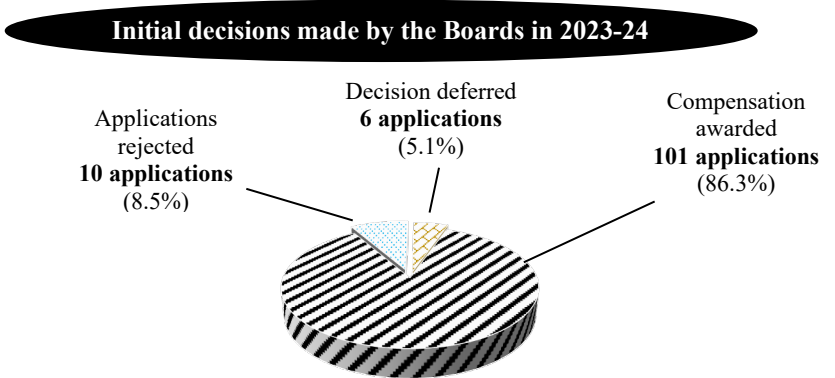 Initial decisions made by the Boards in 2023-24
Applications
rejected
10 applications
(8.5%)
Decision deferred
6 applications
(5.1%)
Compensation
awarded
101 applications
(86.3%)